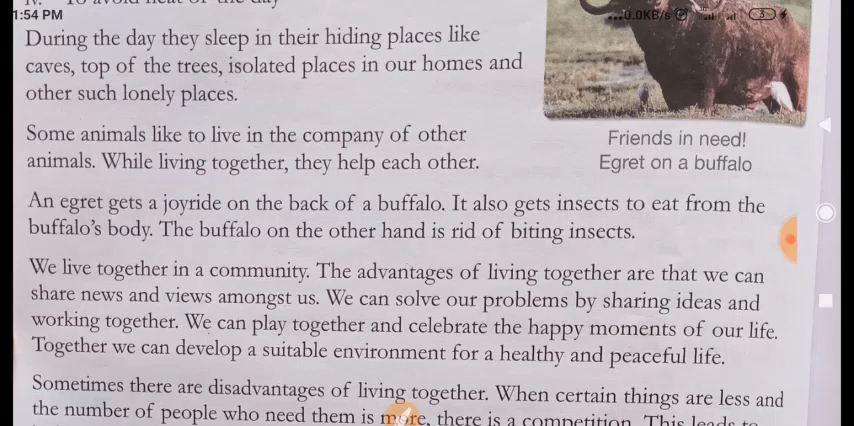 1:54 PM
...0.0KB/s
3
During the day they sleep in their hiding places like
caves, top of the trees, isolated places in our homes and
other such lonely places.
Some animals like to live in the company of other
animals. While living together, they help each other.
Friends in need!
Egret on a buffalo
An egret gets a joyride on the back of a buffalo. It also gets insects to eat from the
buffalo's body. The buffalo on the other hand is rid of biting insects.
We live together in a community. The advantages of living together are that we can
share news and views amongst us. We can solve our problems by sharing ideas and
working together. We can play together and celebrate the happy moments of our life.
Together we can develop a suitable environment for a healthy and peaceful life.
Sometimes there are disadvantages of living together. When certain things are less and
the number of people who need them is more, there is a competition. This leads to